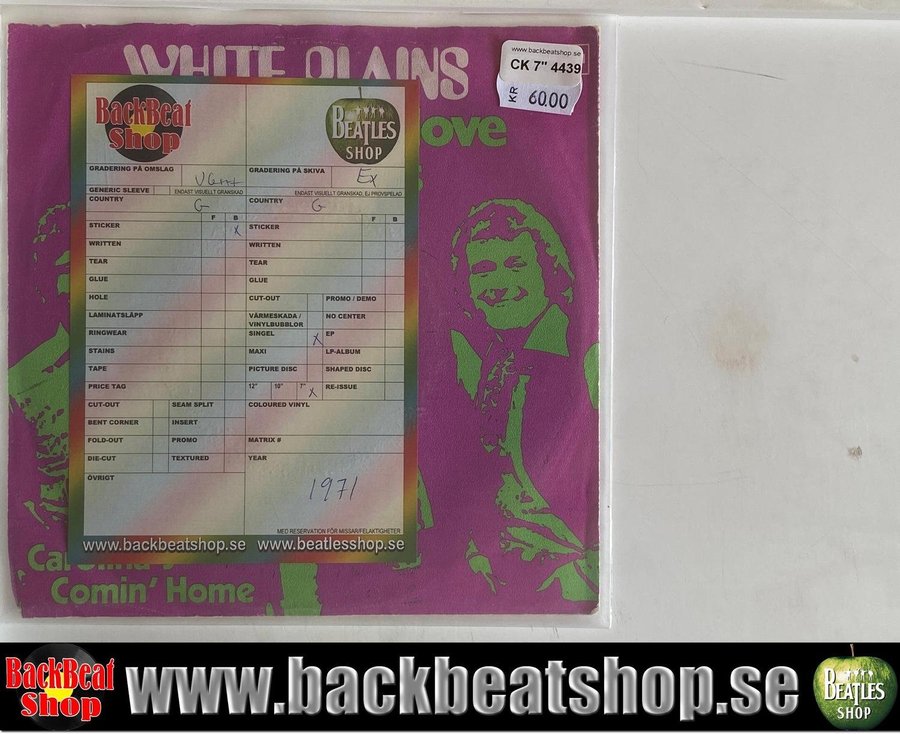 WHITE PLAINS
www.backbeatshop.se
CK 7" 4439
KR 60.00
ove
BackBeat
Shop
BEATLES
SHOP
GRADERING PÅ OMSLAG
VG++
GRADERING PÅ SKIVA
Ex
GENERIC SLEEVE
ENDAST VISUELLT GRANSKAD
ENDAST VISUELLT GRANSKAD, EJ PROVSPELAD
COUNTRY G
COUNTRY G
F B
F B
STICKER X
STICKER
WRITTEN
WRITTEN
TEAR
TEAR
GLUE
GLUE
HOLE
CUT-OUT
PROMO / DEMO
LAMINATSLÄPP
VÄRMESKADA /
VINYLBUBBLOR
NO CENTER
RINGWEAR
SINGEL X
EP
STAINS
MAXI
LP-ALBUM
TAPE
PICTURE DISC
SHAPED DISC
PRICE TAG
12" 10" 7" X
RE-ISSUE
CUT-OUT
SEAM SPLIT
COLOURED VINYL
BENT CORNER
INSERT
FOLD-OUT
PROMO
MATRIX #
DIE-CUT
TEXTURED
YEAR
ÖVRIGT
1971
MED RESERVATION FÖR MISSAR/FELAKTIGHETER
www.backbeatshop.se www.beatlesshop.se
Comin' Home
BackBeat
Shop
www.backbeatshop.se
BEATLES
SHOP